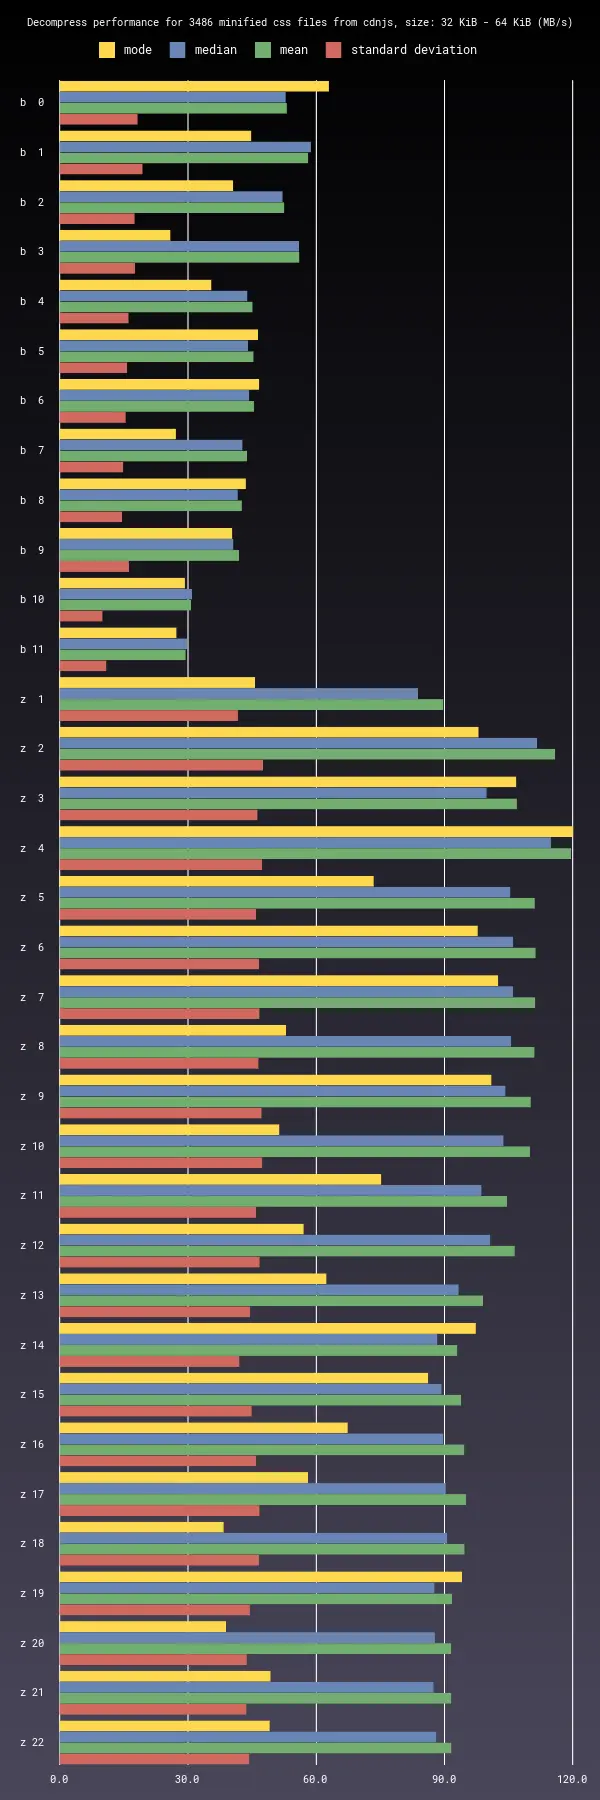 Decompress performance for 3486 minified css files from cdnjs, size: 32 KiB - 64 KiB (MB/s)
mode median mean standard deviation
b 0
b 1
b 2
b 3
b 4
b 5
b 6
b 7
b 8
b 9
b 10
b 11
z 1
z 2
z 3
z 4
z 5
z 6
z 7
z 8
z 9
z 10
z 11
z 12
z 13
z 14
z 15
z 16
z 17
z 18
z 19
z 20
z 21
z 22
0.0 30.0 60.0 90.0 120.0